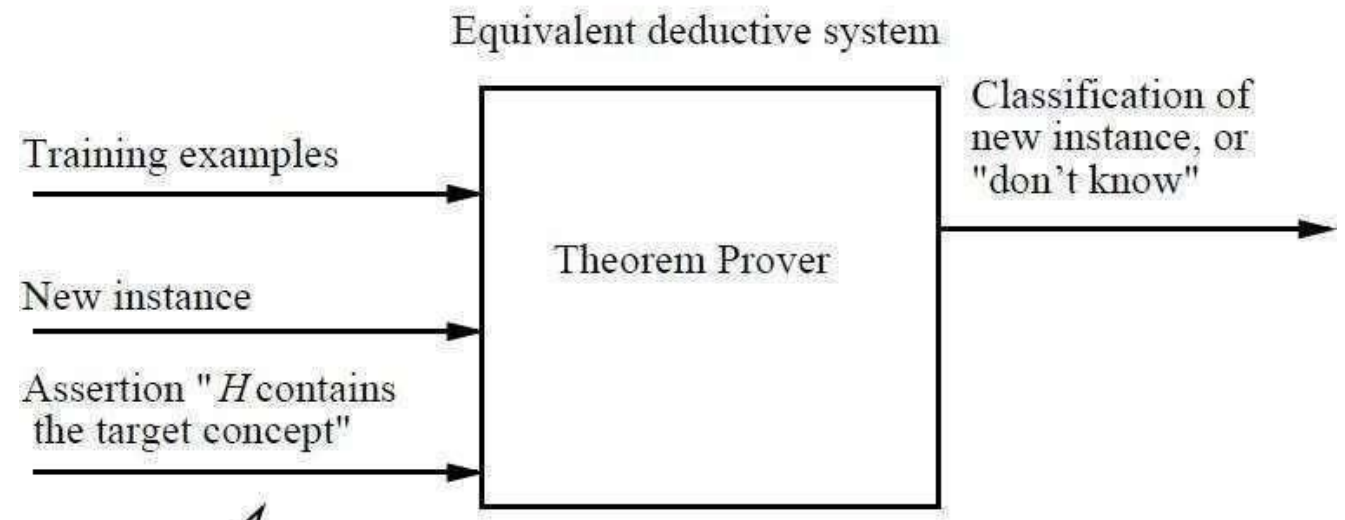 Equivalent deductive system
Classification of
new instance, or
"don't know"
Training examples
Theorem Prover
New instance
Assertion "H contains
the target concept"